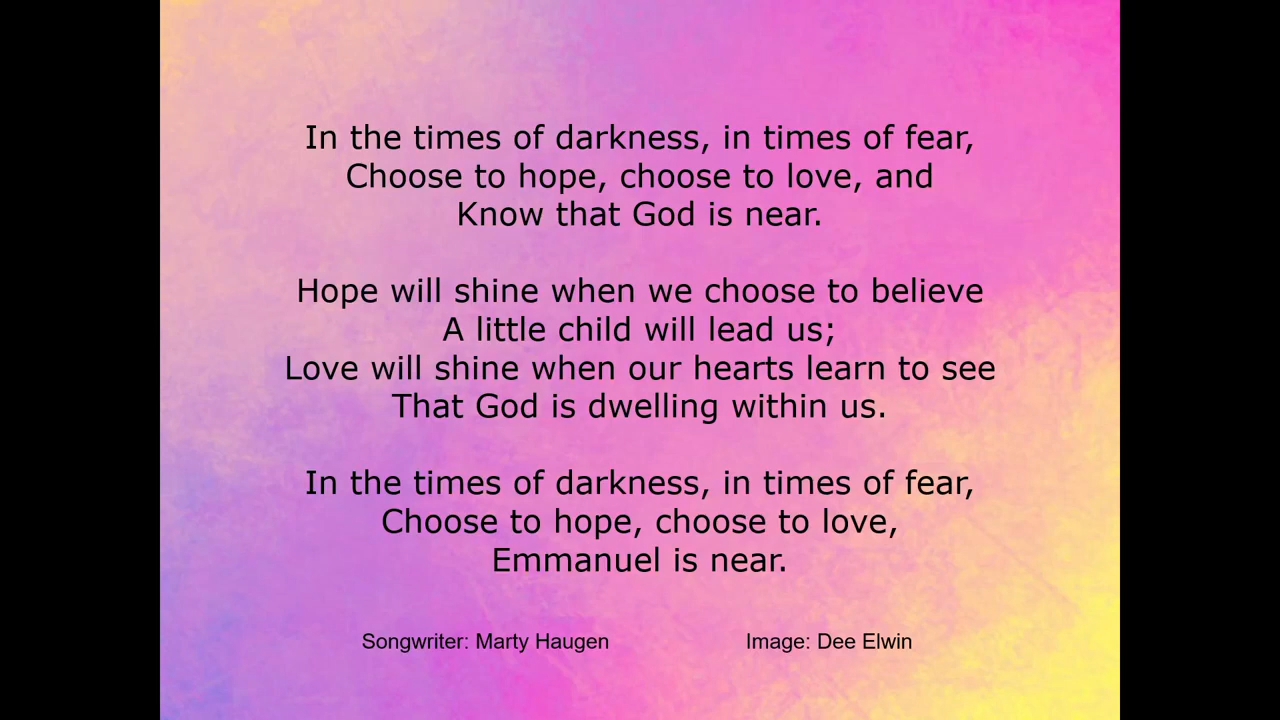 In the times of darkness, in times of fear,
Choose to hope, choose to love, and
Know that God is near.
Hope will shine when we choose to believe
A little child will lead us;
Love will shine when our hearts learn to see
That God is dwelling within us.
In the times of darkness, in times of fear,
Choose to hope, choose to love,
Emmanuel is near.
Songwriter: Marty Haugen
Image: Dee Elwin